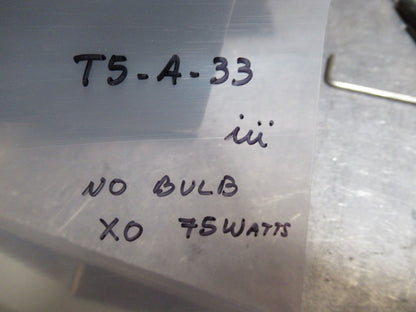 T5-A-33
iii
NO BULB
XO 75WATTS